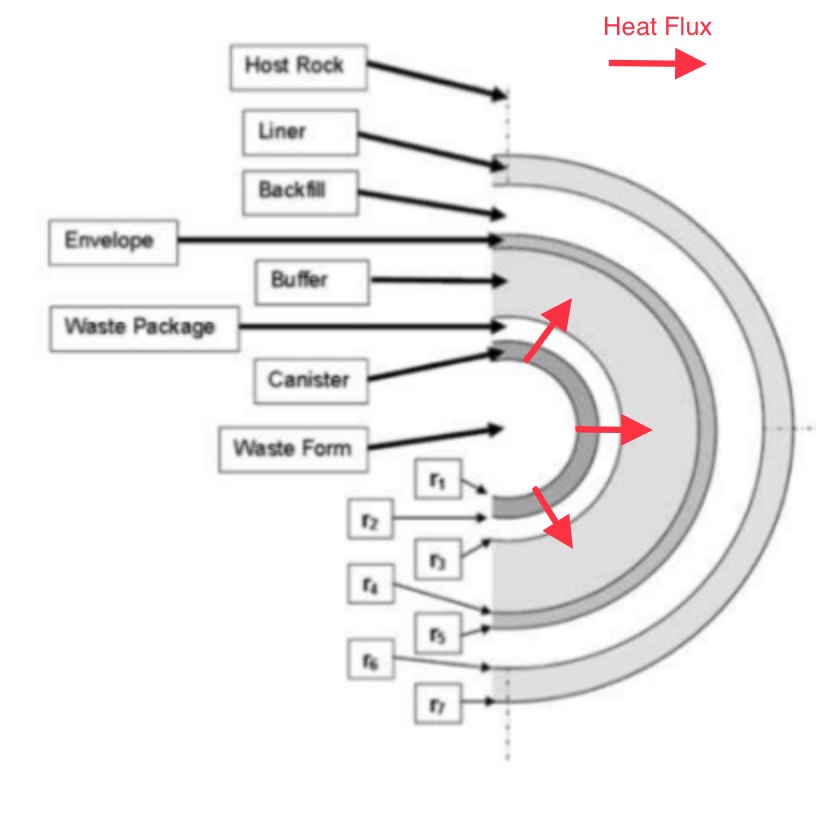 Heat Flux
Host Rock
Liner
Backfill
Envelope
Buffer
Waste Package
Canister
Waste Form
r₁
r₂
r₃
r₄
r₅
r₆
r₇